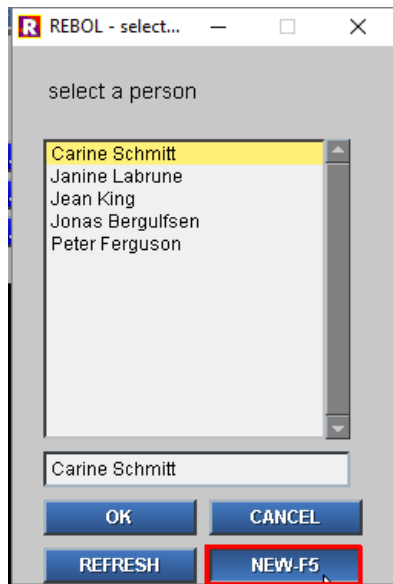 REBOL - select...
select a person
Carine Schmitt
Janine Labrune
Jean King
Jonas Bergulfsen
Peter Ferguson
Carine Schmitt
OK CANCEL
REFRESH NEW-F5